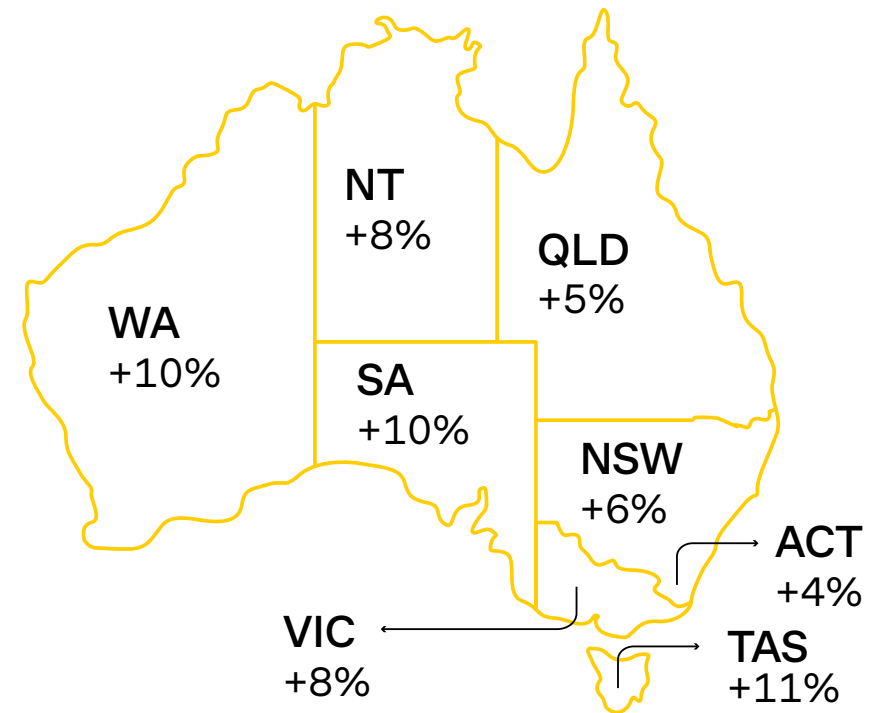 NT
+8%
QLD
+5%
WA
+10%
SA
+10%
NSW
+6%
ACT
+4%
VIC
+8%
TAS
+11%